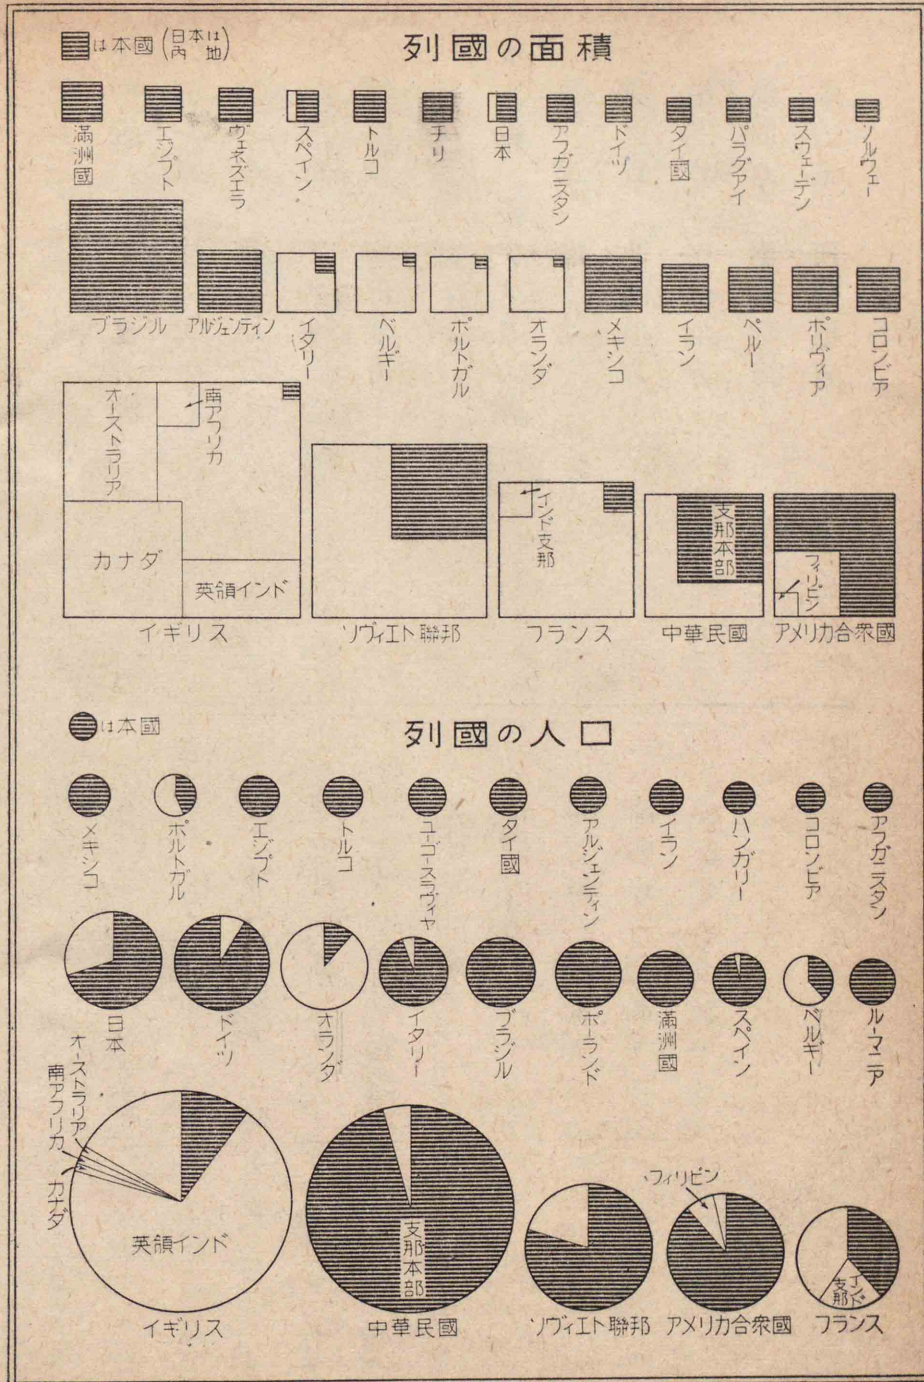 列國の面積
は本國(日本は内地)
滿洲國
エジプト
ヴェネズエラ
スペイン
トルコ
チリ
日本
アフガニスタン
ドイツ
タイ國
パラグアイ
スウェーデン
ノルウェー
ブラジル
アルジェンティン
イタリー
ベルギー
ポルトガル
オランダ
メキシコ
イラン
ペルー
ボリヴィア
コロンビア
オーストラリア
南アフリカ
カナダ
英領インド
イギリス
ソヴィエト聯邦
インド支那
フランス
支那本部
中華民國
フィリピン
アメリカ合衆國
列國の人口
は本國
メキシコ
ポルトガル
エジプト
トルコ
ユーゴースラヴィヤ
タイ國
アルジェンティン
イラン
ハンガリー
コロンビア
アフガニスタン
日本
ドイツ
オランダ
イタリー
ブラジル
ポーランド
滿洲國
スペイン
ベルギー
ルーマニア
オーストラリア
南アフリカ
カナダ
英領インド
イギリス
支那本部
中華民國
ソヴィエト聯邦
フィリピン
アメリカ合衆國
インド支那
フランス